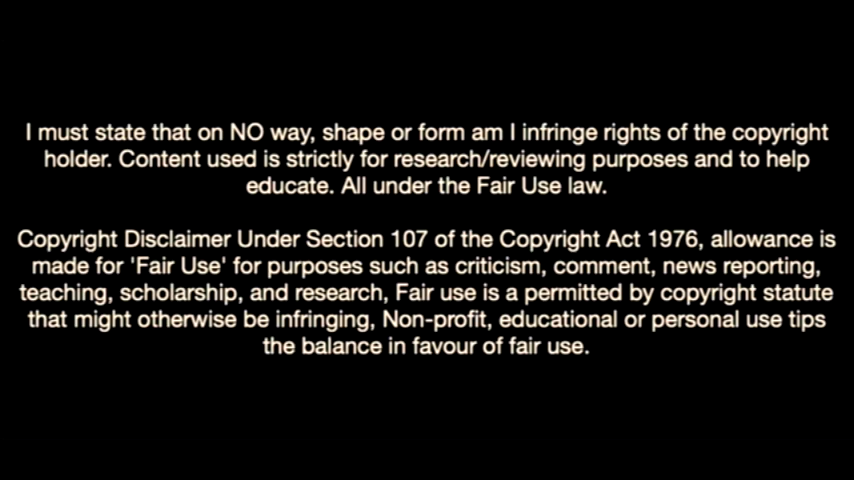 I must state that on NO way, shape or form am I infringe rights of the copyright
holder. Content used is strictly for research/reviewing purposes and to help
educate. All under the Fair Use law.
Copyright Disclaimer Under Section 107 of the Copyright Act 1976, allowance is
made for 'Fair Use' for purposes such as criticism, comment, news reporting,
teaching, scholarship, and research, Fair use is a permitted by copyright statute
that might otherwise be infringing, Non-profit, educational or personal use tips
the balance in favour of fair use.